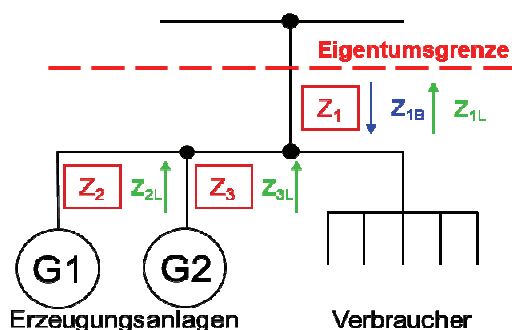 Eigentumsgrenze
Z1 Z1B Z1L
Z2 Z2L Z3 Z3L
G1 G2
Erzeugungsanlagen Verbraucher